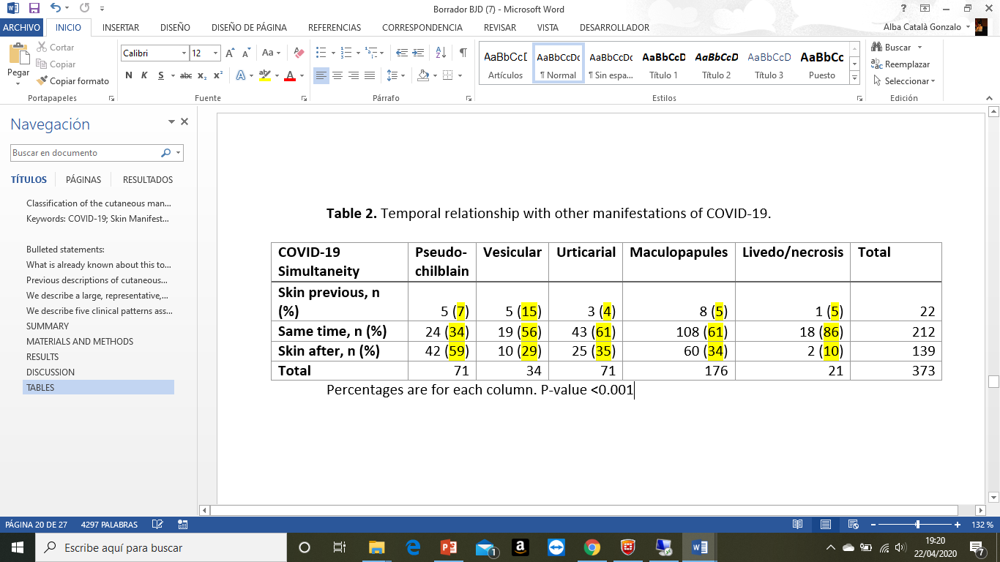 Borrador BJD (7) - Microsoft Word
ARCHIVO INICIO INSERTAR DISEÑO DISEÑO DE PÁGINA REFERENCIAS CORRESPONDENCIA REVISAR VISTA DESARROLLADOR Alba Català Gonzalo
Pegar
Cortar
Copiar
Copiar formato
Portapapeles
Calibri 12
N K S abc x₂ x² A A
Fuente
Párrafo
AaBbCcD AaBbCcDc AaBbCcDc AaBbCcD AaBbCcD AaBbCcD AaBbCc
Artículos ¶ Normal ¶ Sin espa... Título 1 Título 2 Título 3 Puesto
Estilos
Buscar
Reemplazar
Seleccionar
Edición
Navegación
Buscar en documento
TÍTULOS PÁGINAS RESULTADOS
Classification of the cutaneous man...
Keywords: COVID-19; Skin Manifest...
Bulleted statements:
What is already known about this to...
Previous descriptions of cutaneous...
We describe a large, representative,...
We describe five clinical patterns ass...
SUMMARY
MATERIALS AND METHODS
RESULTS
DISCUSSION
TABLES
Table 2. Temporal relationship with other manifestations of COVID-19.
COVID-19 Simultaneity Pseudo-chilblain Vesicular Urticarial Maculopapules Livedo/necrosis Total
Skin previous, n (%) 5 (7) 5 (15) 3 (4) 8 (5) 1 (5) 22
Same time, n (%) 24 (34) 19 (56) 43 (61) 108 (61) 18 (86) 212
Skin after, n (%) 42 (59) 10 (29) 25 (35) 60 (34) 2 (10) 139
Total 71 34 71 176 21 373
Percentages are for each column. P-value <0.001
PÁGINA 20 DE 27 4297 PALABRAS 132 %
Escribe aquí para buscar
19:20
22/04/2020